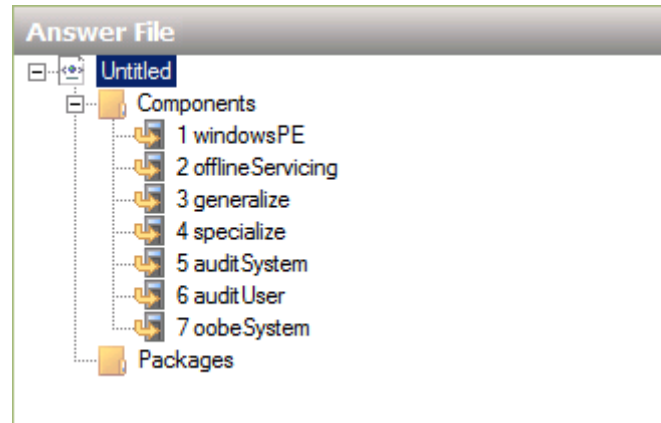 Answer File
Untitled
Components
1 windowsPE
2 offlineServicing
3 generalize
4 specialize
5 auditSystem
6 auditUser
7 oobeSystem
Packages